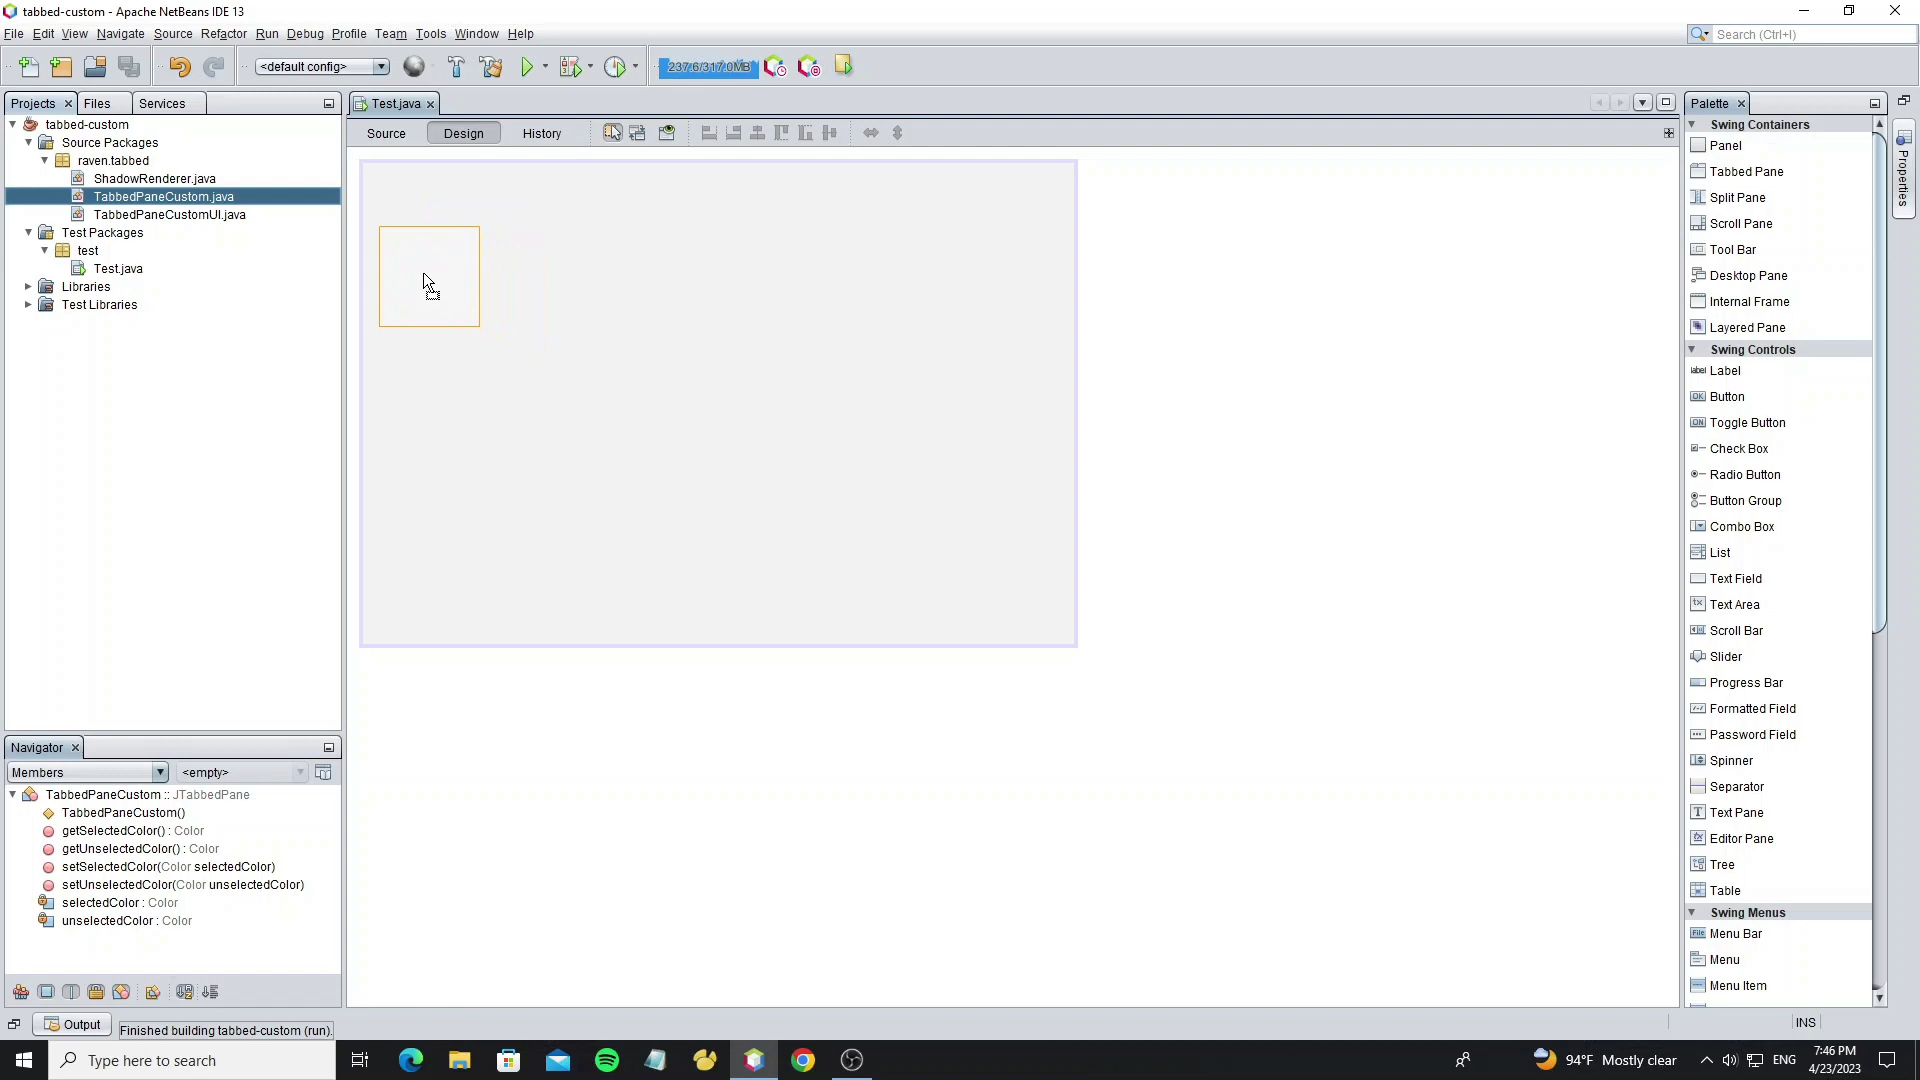 tabbed-custom - Apache NetBeans IDE 13
File Edit View Navigate Source Refactor Run Debug Profile Team Tools Window Help
Search (Ctrl+I)
<default config>
237.6/317.0MB
Projects Files Services
Test.java
Palette
Source Design History
tabbed-custom
Source Packages
raven.tabbed
ShadowRenderer.java
TabbedPaneCustom.java
TabbedPaneCustomUI.java
Test Packages
test
Test.java
Libraries
Test Libraries
Swing Containers
Panel
Tabbed Pane
Split Pane
Scroll Pane
Tool Bar
Desktop Pane
Internal Frame
Layered Pane
Swing Controls
label Label
OK Button
ON Toggle Button
Check Box
Radio Button
Button Group
Combo Box
List
Text Field
Text Area
Scroll Bar
Slider
Progress Bar
Formatted Field
Password Field
Spinner
Separator
Text Pane
Editor Pane
Tree
Table
Swing Menus
File Menu Bar
Menu
Menu Item
Properties
Navigator
Members
<empty>
TabbedPaneCustom :: JTabbedPane
TabbedPaneCustom()
getSelectedColor() : Color
getUnselectedColor() : Color
setSelectedColor(Color selectedColor)
setUnselectedColor(Color unselectedColor)
selectedColor : Color
unselectedColor : Color
Output
Finished building tabbed-custom (run).
INS
Type here to search
94°F Mostly clear
ENG
7:46 PM
4/23/2023